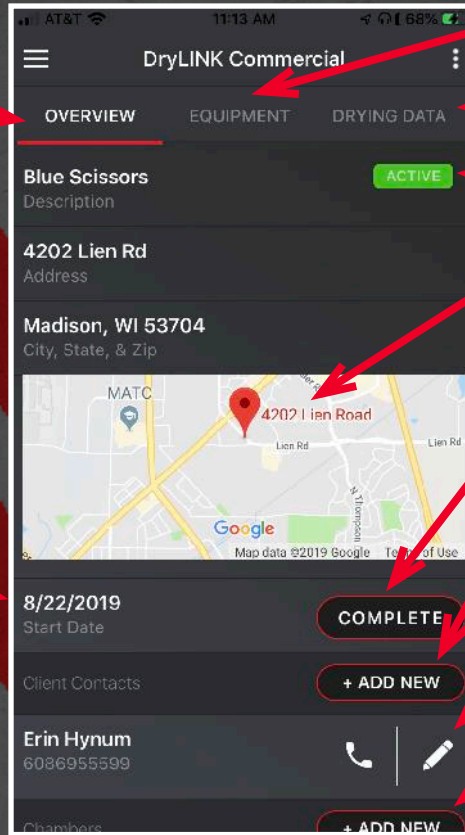 AT&T 11:13 AM 68%
DryLINK Commercial
OVERVIEW EQUIPMENT DRYING DATA
Blue Scissors ACTIVE
Description
4202 Lien Rd
Address
Madison, WI 53704
City, State, & Zip
MATC
4202 Lien Road
Lien Rd
Lien Rd
N Thompson
Google
Map data ©2019 Google Terms of Use
8/22/2019 COMPLETE
Start Date
Client Contacts + ADD NEW
Erin Hynum
6086955599
Chambers + ADD NEW